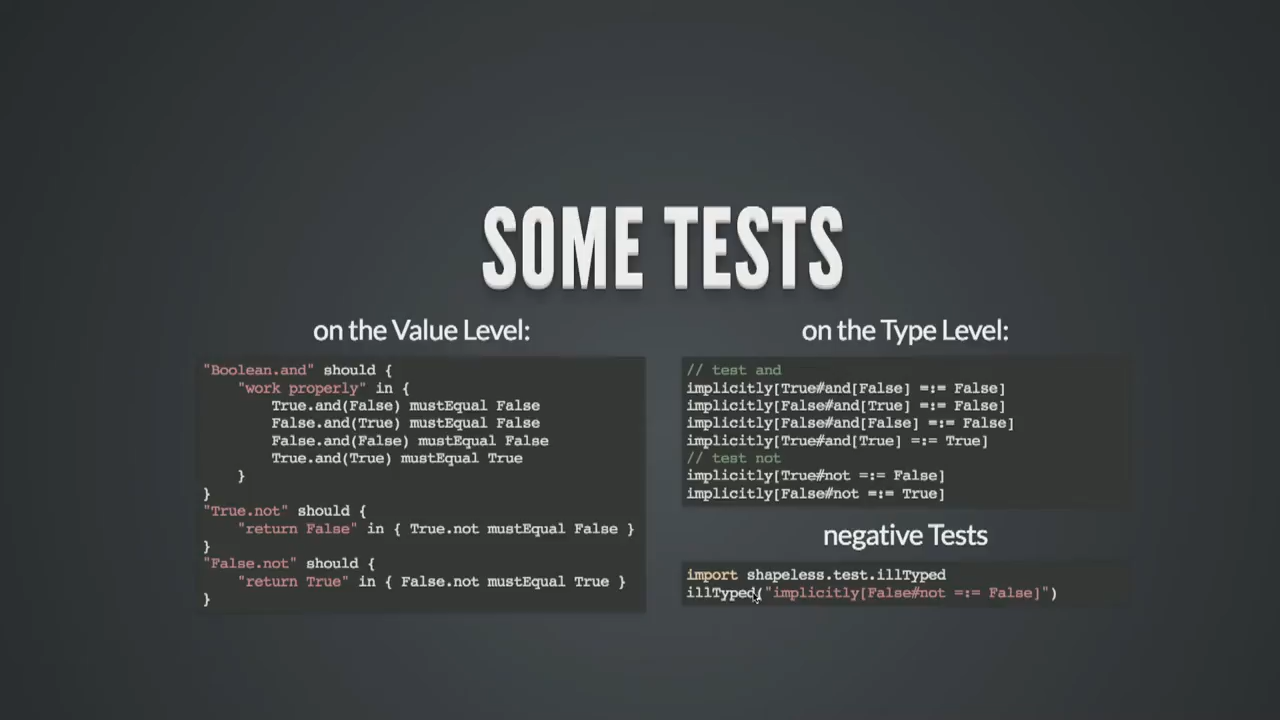 SOME TESTS
on the Value Level:
"Boolean.and" should {
    "work properly" in {
        True.and(False) mustEqual False
        False.and(True) mustEqual False
        False.and(False) mustEqual False
        True.and(True) mustEqual True
    }
}
"True.not" should {
    "return False" in { True.not mustEqual False }
}
"False.not" should {
    "return True" in { False.not mustEqual True }
}
on the Type Level:
// test and
implicitly[True#and[False] =:= False]
implicitly[False#and[True] =:= False]
implicitly[False#and[False] =:= False]
implicitly[True#and[True] =:= True]
// test not
implicitly[True#not =:= False]
implicitly[False#not =:= True]
negative Tests
import shapeless.test.illTyped
illTyped("implicitly[False#not =:= False]")